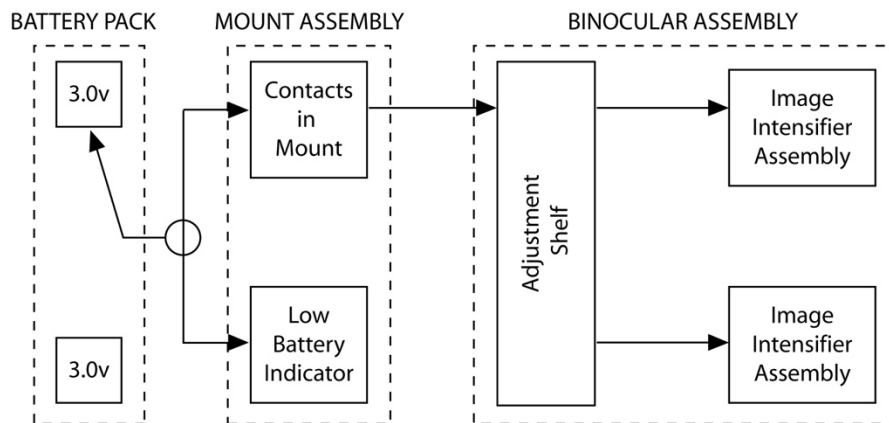 BATTERY PACK
MOUNT ASSEMBLY
BINOCULAR ASSEMBLY
3.0v
Contacts
in
Mount
Adjustment
Shelf
Image
Intensifier
Assembly
3.0v
Low
Battery
Indicator
Image
Intensifier
Assembly